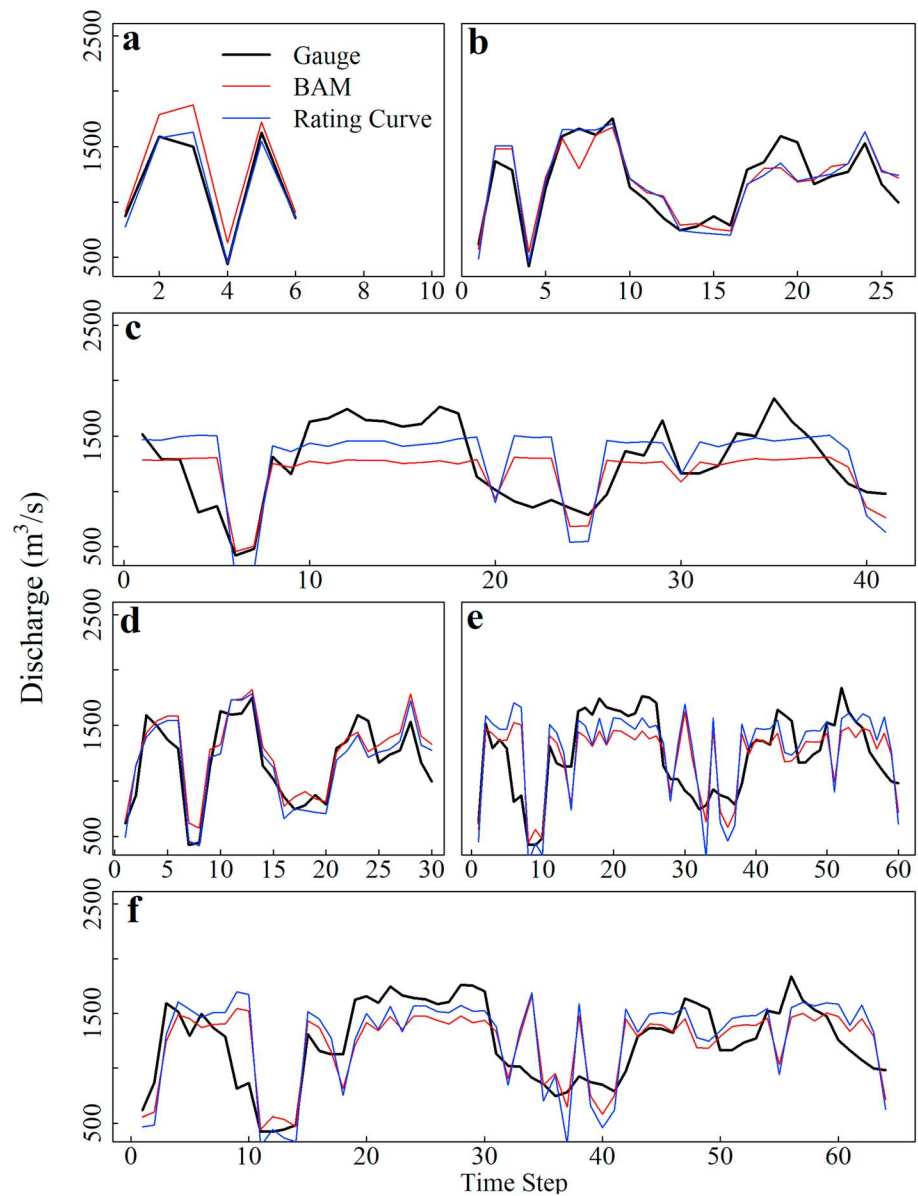 a
Gauge
BAM
Rating Curve
b
2500
1500
500
2 4 6 8 10
0 5 10 15 20 25
c
2500
1500
500
0 10 20 30 40
Discharge (m³/s)
d
e
2500
1500
500
0 5 10 15 20 25 30
0 10 20 30 40 50 60
f
2500
1500
500
0 10 20 30 40 50 60
Time Step